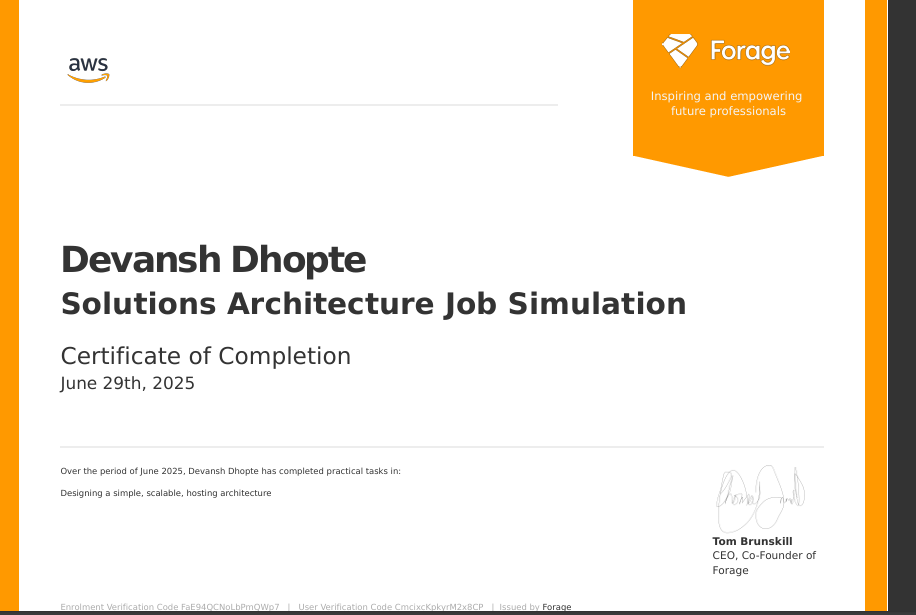 aws
Forage
Inspiring and empowering
future professionals
Devansh Dhopte
Solutions Architecture Job Simulation
Certificate of Completion
June 29th, 2025
Over the period of June 2025, Devansh Dhopte has completed practical tasks in:
Designing a simple, scalable, hosting architecture
Tom Brunskill
CEO, Co-Founder of
Forage
Enrolment Verification Code FaE94QCNoLbPmQWp7 | User Verification Code CmcixcKpkyrM2x8CP | Issued by Forage